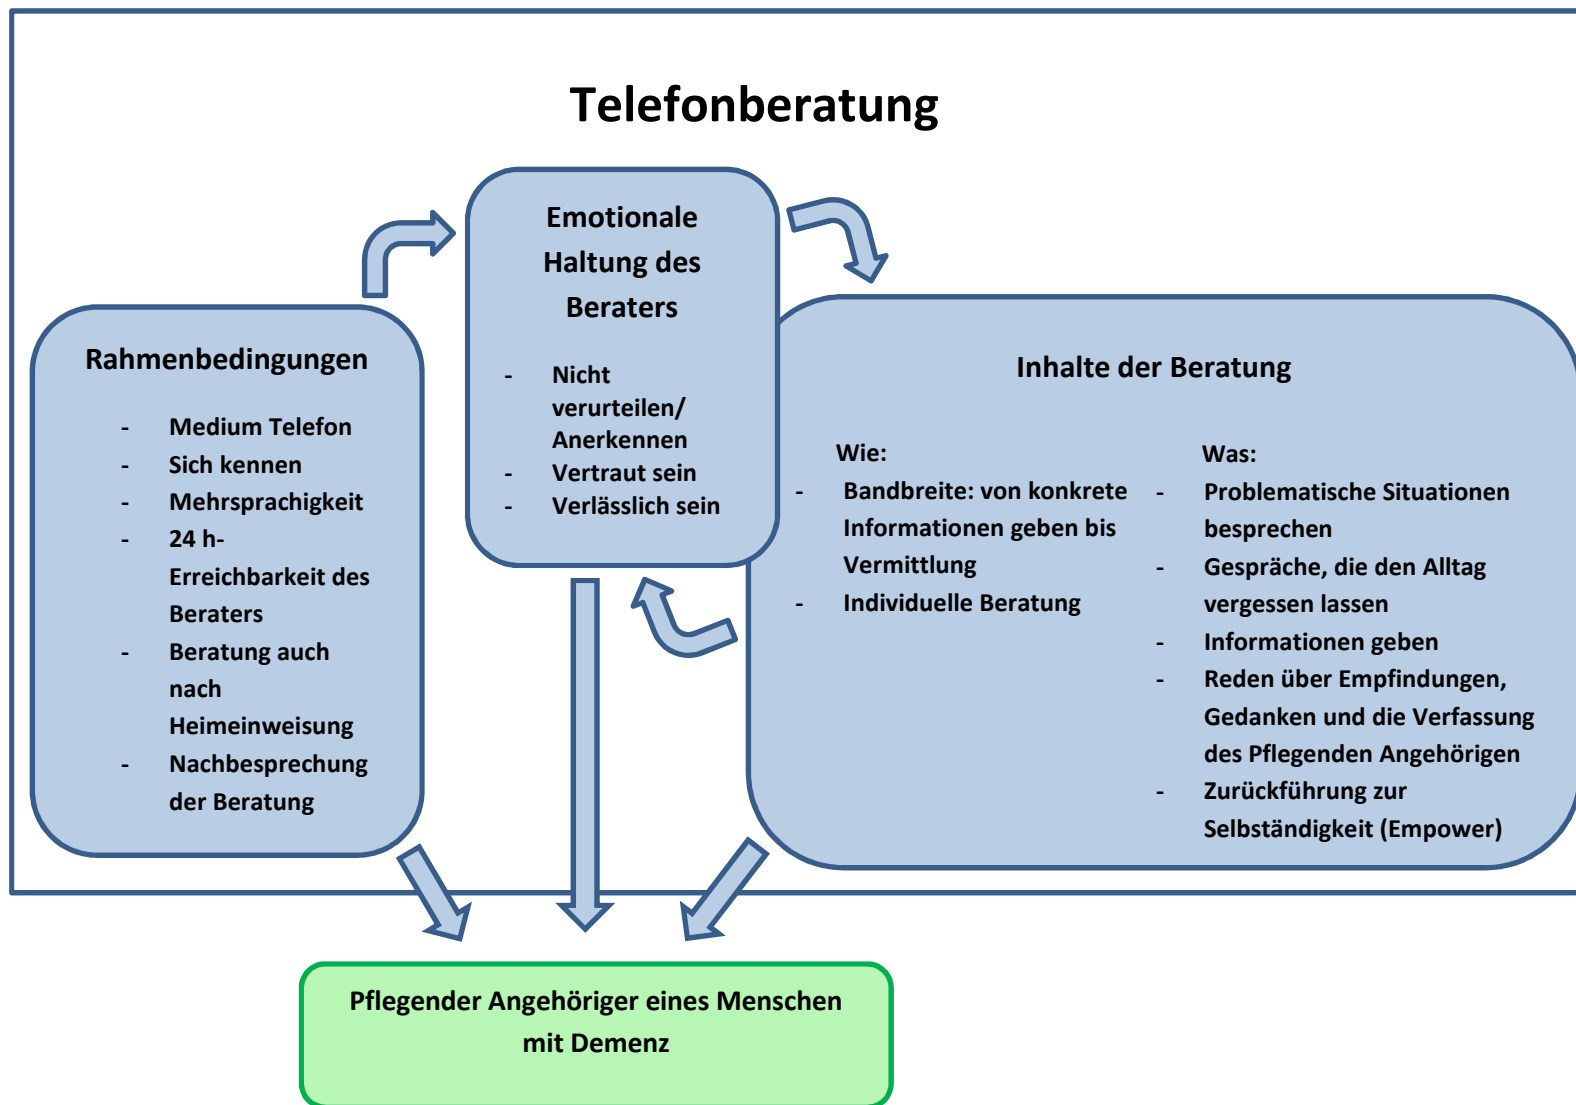 Telefonberatung
Emotionale
Haltung des
Beraters
- Nicht
verurteilen/
Anerkennen
- Vertraut sein
- Verlässlich sein
Rahmenbedingungen
- Medium Telefon
- Sich kennen
- Mehrsprachigkeit
- 24 h-
Erreichbarkeit des
Beraters
- Beratung auch
nach
Heimeinweisung
- Nachbesprechung
der Beratung
Inhalte der Beratung
Wie:
- Bandbreite: von konkrete
Informationen geben bis
Vermittlung
- Individuelle Beratung
Was:
- Problematische Situationen
besprechen
- Gespräche, die den Alltag
vergessen lassen
- Informationen geben
- Reden über Empfindungen,
Gedanken und die Verfassung
des Pflegenden Angehörigen
- Zurückführung zur
Selbständigkeit (Empower)
Pflegender Angehöriger eines Menschen
mit Demenz